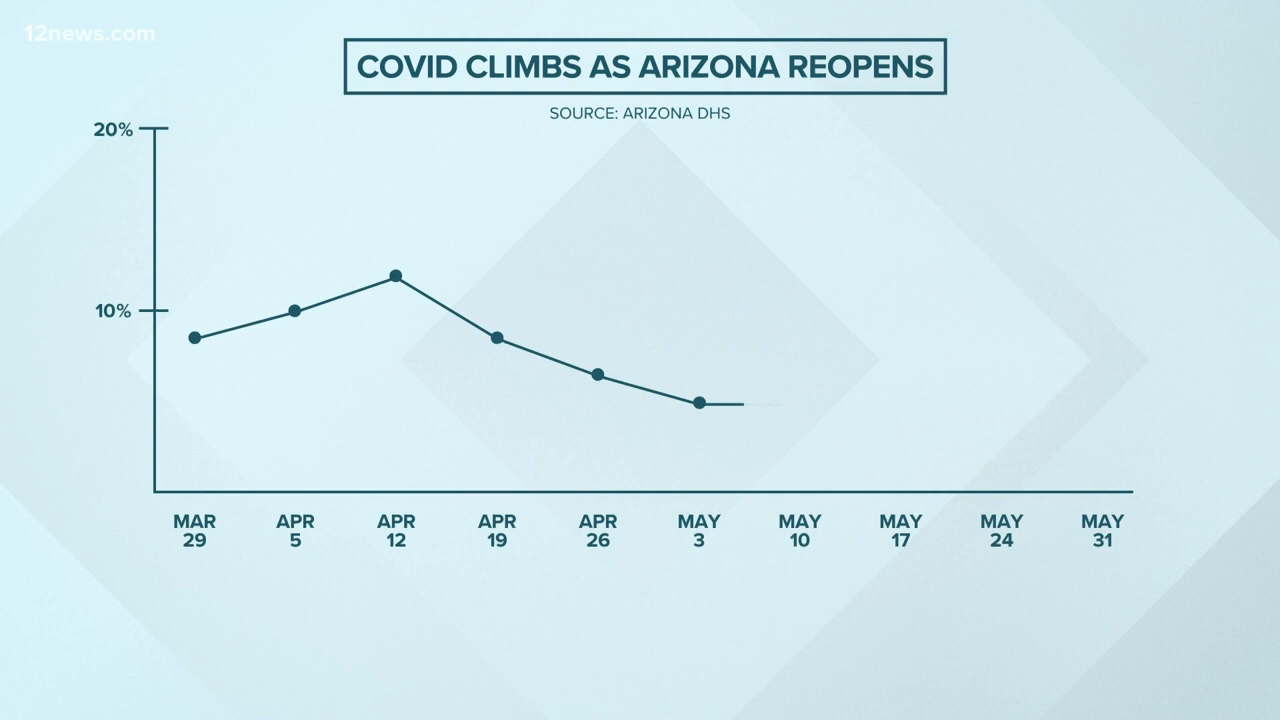 12news.com
COVID CLIMBS AS ARIZONA REOPENS
SOURCE: ARIZONA DHS
20%
10%
MAR APR APR APR APR MAY MAY MAY MAY MAY
29 5 12 19 26 3 10 17 24 31